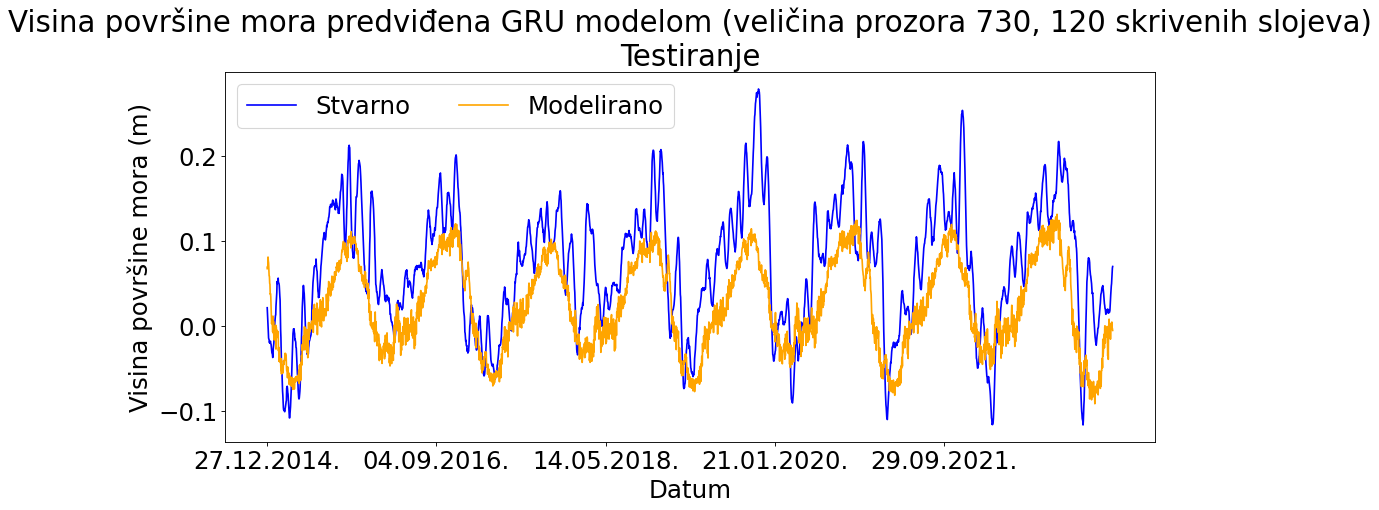 Visina površine mora predviđena GRU modelom (veličina prozora 730, 120 skrivenih slojeva)
Testiranje
Stvarno
Modelirano
Visina površine mora (m)
0.2
0.1
0.0
−0.1
27.12.2014.
04.09.2016.
14.05.2018.
21.01.2020.
29.09.2021.
Datum